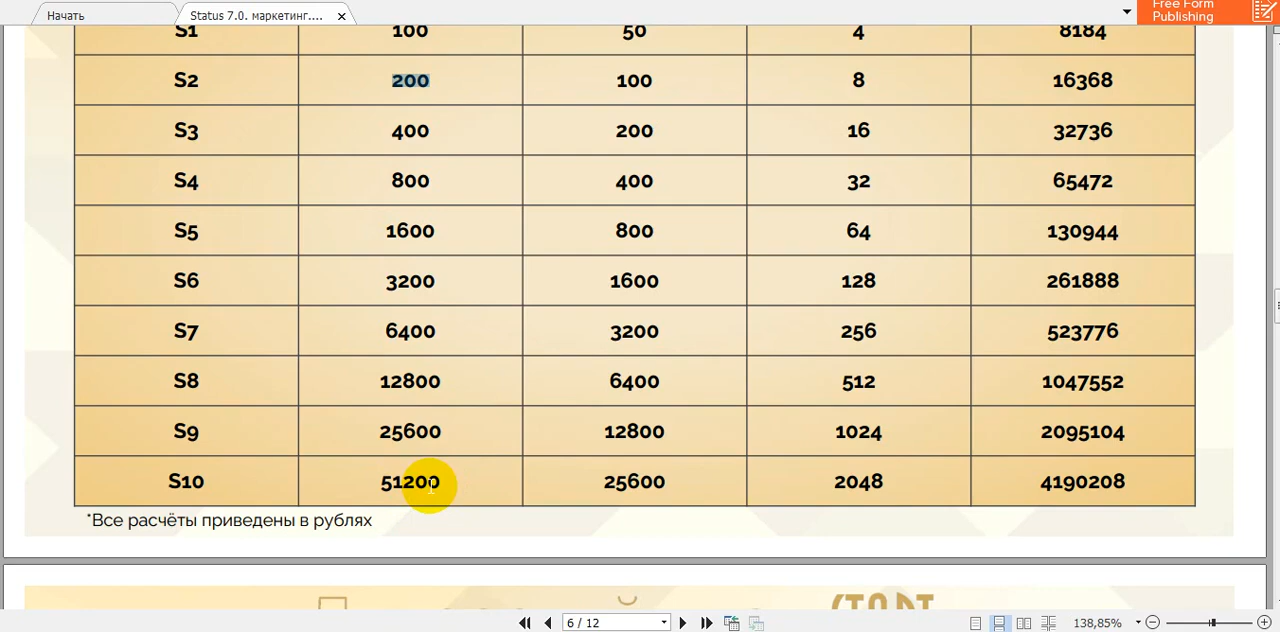 Начать
Status 7.0. маркетинг....
Free Form
Publishing
S1 100 50 4 8184
S2 200 100 8 16368
S3 400 200 16 32736
S4 800 400 32 65472
S5 1600 800 64 130944
S6 3200 1600 128 261888
S7 6400 3200 256 523776
S8 12800 6400 512 1047552
S9 25600 12800 1024 2095104
S10 51200 25600 2048 4190208
*Все расчёты приведены в рублях
6 / 12
138,85%